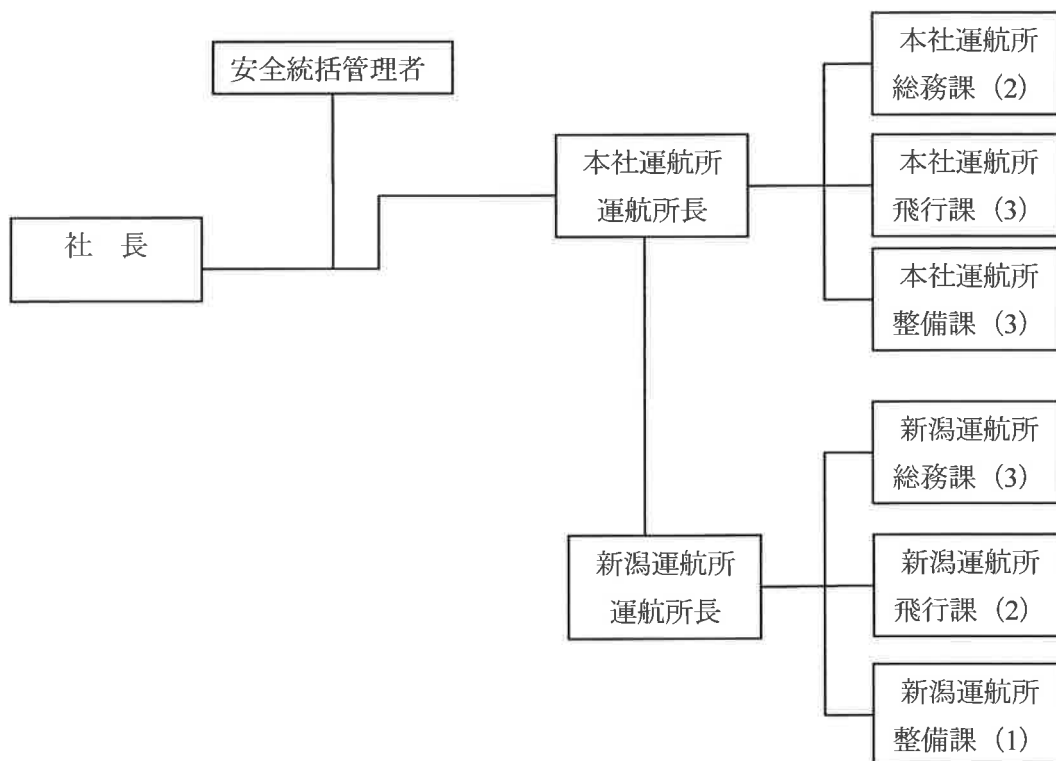 安全統括管理者
社　長
本社運航所
運航所長
本社運航所
総務課（2）
本社運航所
飛行課（3）
本社運航所
整備課（3）
新潟運航所
運航所長
新潟運航所
総務課（3）
新潟運航所
飛行課（2）
新潟運航所
整備課（1）